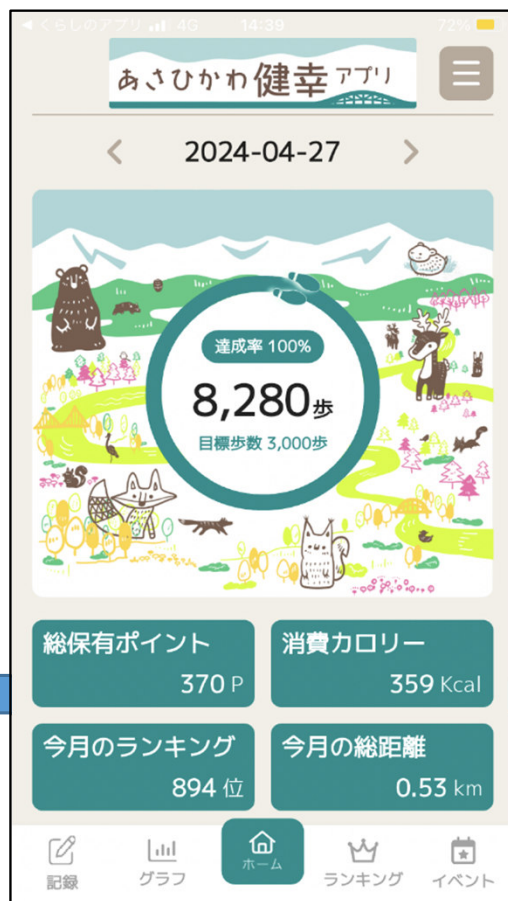 ◀ くらしのアプリ 4G 14:39 72%
あさひかわ健幸アプリ
2024-04-27
達成率 100%
8,280歩
目標歩数 3,000歩
総保有ポイント 消費カロリー
370 P 359 Kcal
今月のランキング 今月の総距離
894 位 0.53 km
記録 グラフ ホーム ランキング イベント